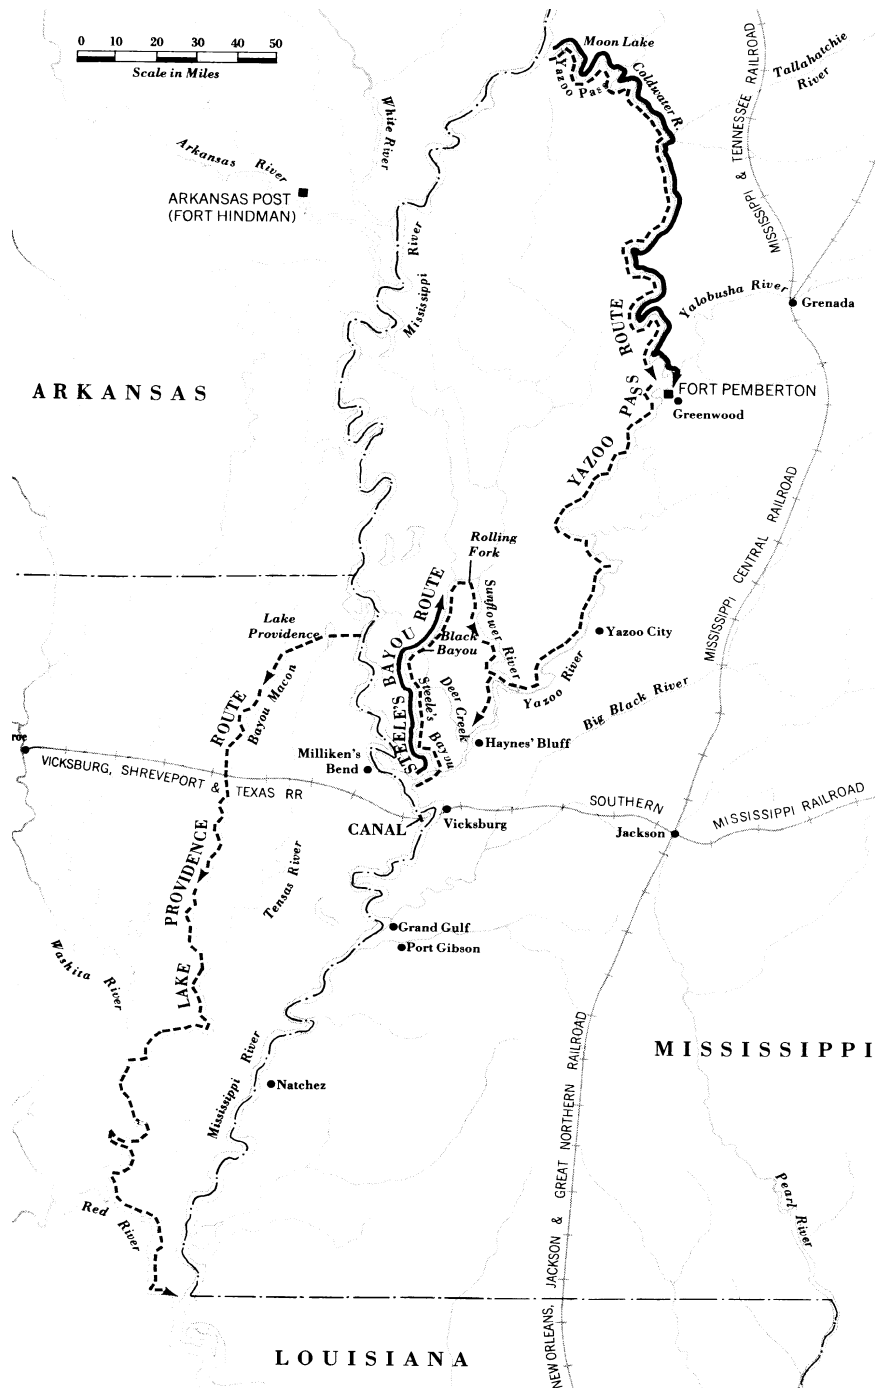 0 10 20 30 40 50
Scale in Miles
Moon Lake
Yazoo Pass
Coldwater R.
Tallahatchie
River
MISSISSIPPI & TENNESSEE RAILROAD
White River
Arkansas River
ARKANSAS POST
(FORT HINDMAN)
Mississippi River
Yalobusha River
Grenada
ARKANSAS
FORT PEMBERTON
Greenwood
YAZOO PASS ROUTE
MISSISSIPPI CENTRAL RAILROAD
Rolling
Fork
Sunflower River
STEELE'S BAYOU ROUTE
Black
Bayou
Steele's Bayou
Deer Creek
Lake
Providence
Yazoo City
Yazoo River
Big Black River
Bayou Macon
LAKE PROVIDENCE ROUTE
roe
Haynes' Bluff
Milliken's
Bend
VICKSBURG, SHREVEPORT & TEXAS RR
CANAL
Vicksburg
SOUTHERN
MISSISSIPPI RAILROAD
Jackson
Tensas River
Grand Gulf
Port Gibson
Washita River
Mississippi River
Natchez
MISSISSIPPI
NEW ORLEANS, JACKSON & GREAT NORTHERN RAILROAD
Pearl River
Red River
LOUISIANA